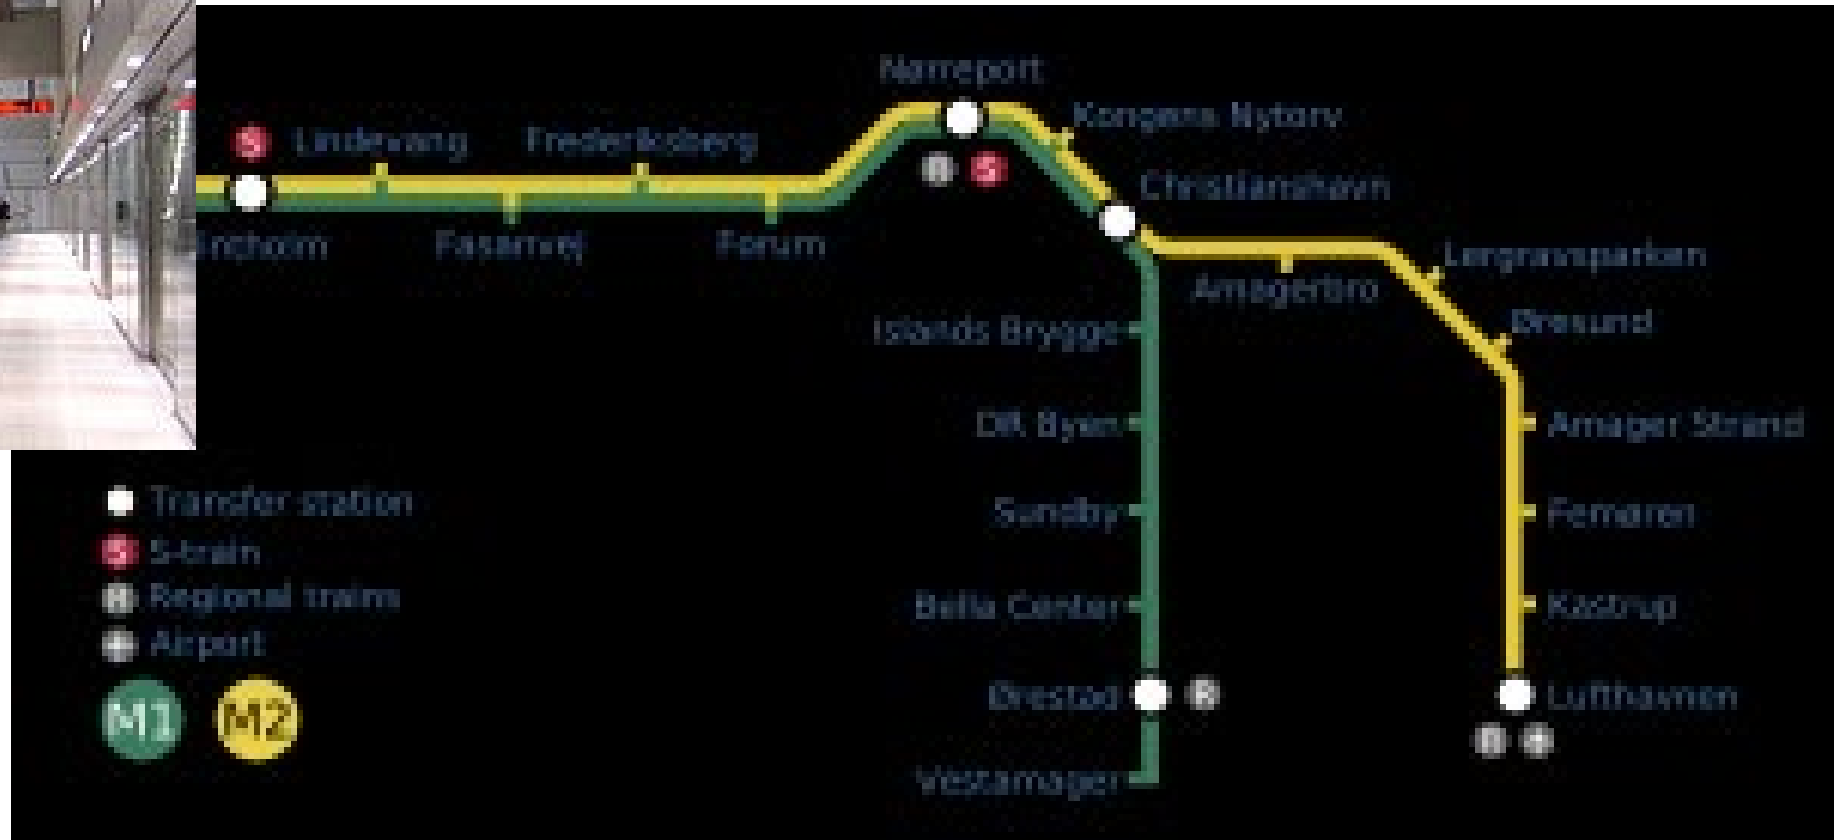 Nørreport
Kongens Nytorv
S Lindevang Frederiksberg
R S
Christianshavn
Fasanvej Forum
Lergravsparken
Amagerbro
Øresund
Islands Brygge
DR Byen Amager Strand
Transfer station
Sundby Femøren
S S-train
R Regional trains
Bella Center Kastrup
Airport
Ørestad R Lufthavnen
M1 M2
R
Vestamager